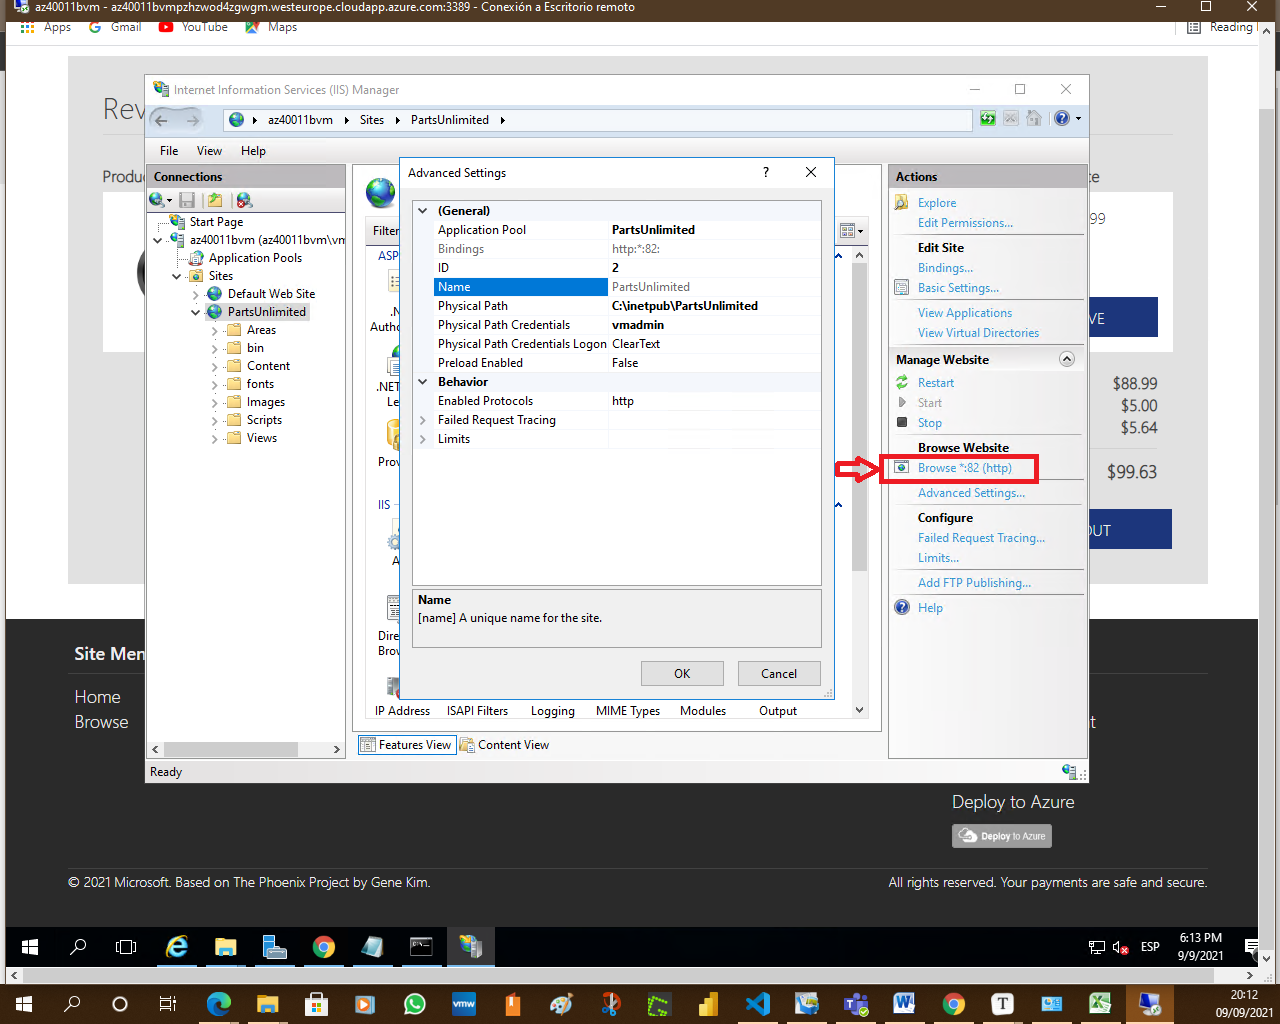 az40011bvm - az40011bvmpzhzwod4zgwgm.westeurope.cloudapp.azure.com:3389 - Conexión a Escritorio remoto
Apps
Gmail
YouTube
Maps
Reading
Rev
Produ
Internet Information Services (IIS) Manager
az40011bvm
Sites
PartsUnlimited
File
View
Help
Connections
Start Page
az40011bvm (az40011bvm\vm
Application Pools
Sites
Default Web Site
PartsUnlimited
Areas
bin
Content
fonts
Images
Scripts
Views
Filter
ASP
.N
Autho
.NET
Le
Prov
IIS
A
Direc
Brow
IP Address
ISAPI Filters
Logging
MIME Types
Modules
Output
Features View
Content View
Ready
Advanced Settings
?
(General)
Application Pool PartsUnlimited
Bindings http:*:82:
ID 2
Name PartsUnlimited
Physical Path C:\inetpub\PartsUnlimited
Physical Path Credentials vmadmin
Physical Path Credentials Logon ClearText
Preload Enabled False
Behavior
Enabled Protocols http
Failed Request Tracing
Limits
Name
[name] A unique name for the site.
OK
Cancel
Actions
Explore
Edit Permissions...
Edit Site
Bindings...
Basic Settings...
View Applications
View Virtual Directories
Manage Website
Restart
Start
Stop
Browse Website
Browse *:82 (http)
Advanced Settings...
Configure
Failed Request Tracing...
Limits...
Add FTP Publishing...
Help
ce
99
VE
$88.99
$5.00
$5.64
$99.63
OUT
Site Men
Home
Browse
t
Deploy to Azure
Deploy to Azure
© 2021 Microsoft. Based on The Phoenix Project by Gene Kim.
All rights reserved. Your payments are safe and secure.
ESP
6:13 PM
9/9/2021
vmw
T
20:12
09/09/2021